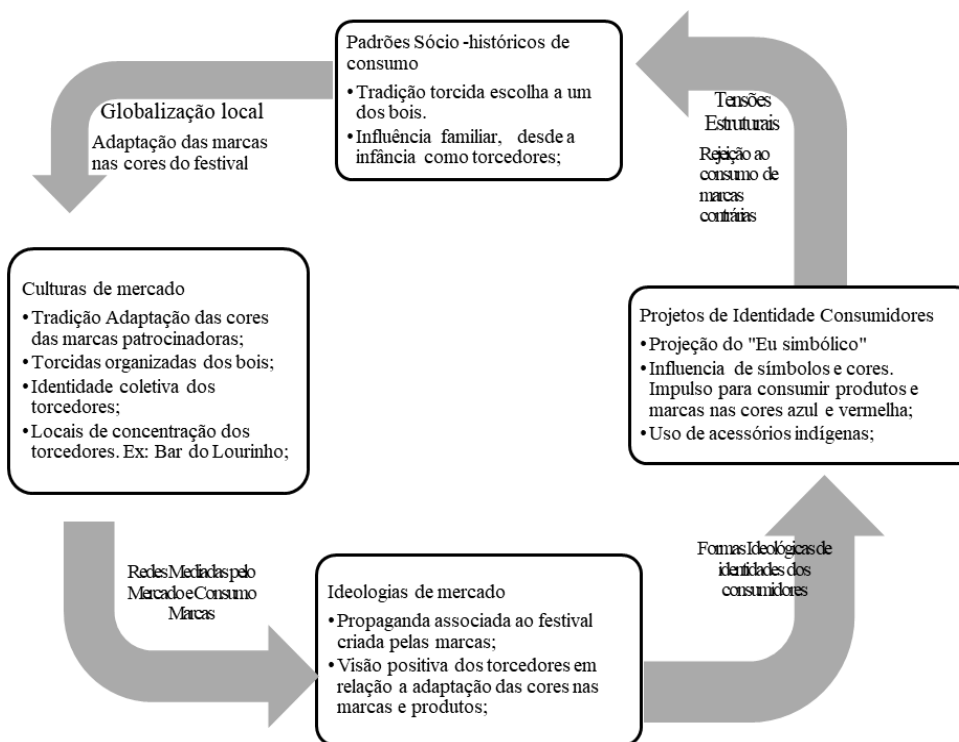 Padrões Sócio -históricos de
consumo
•Tradição torcida escolha a um
dos bois.
•Influência familiar, desde a
infância como torcedores;
Globalização local
Adaptação das marcas
nas cores do festival
Tensões
Estruturais
Rejeição ao
consumo de
marcas
contrárias
Culturas de mercado
•Tradição Adaptação das cores
das marcas patrocinadoras;
•Torcidas organizadas dos bois;
•Identidade coletiva dos
torcedores;
•Locais de concentração dos
torcedores. Ex: Bar do Lourinho;
Projetos de Identidade Consumidores
•Projeção do "Eu simbólico"
•Influencia de símbolos e cores.
Impulso para consumir produtos e
marcas nas cores azul e vermelha;
•Uso de acessórios indígenas;
Redes Mediadas pelo
Mercado e Consumo
Marcas
Ideologias de mercado
•Propaganda associada ao festival
criada pelas marcas;
•Visão positiva dos torcedores em
relação a adaptação das cores nas
marcas e produtos;
Formas Ideológicas de
identidades dos
consumidores